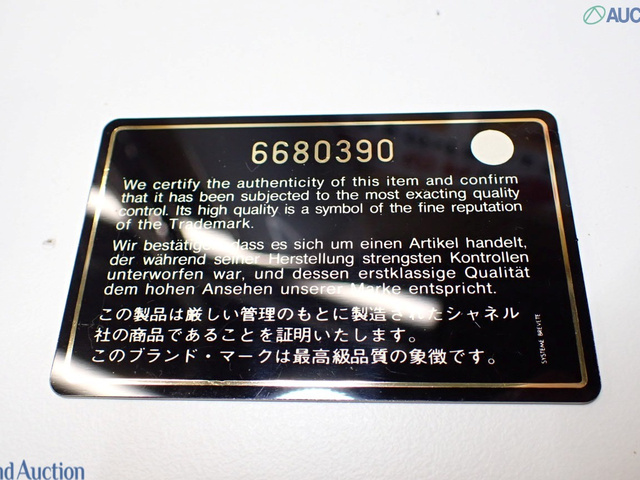 AUC
6680390
We certify the authenticity of this item and confirm
that it has been subjected to the most exacting quality
control. Its high quality is a symbol of the fine reputation
of the Trademark.
Wir bestätigen, dass es sich um einen Artikel handelt,
der während seiner Herstellung strengsten Kontrollen
unterworfen war, und dessen erstklassige Qualität
dem hohen Ansehen unserer Marke entspricht.
この製品は厳しい管理のもとに製造されたシャネル
社の商品であることを証明いたします。
このブランド・マークは最高級品質の象徴です。
SYSTEME BREVETE
nd Auction